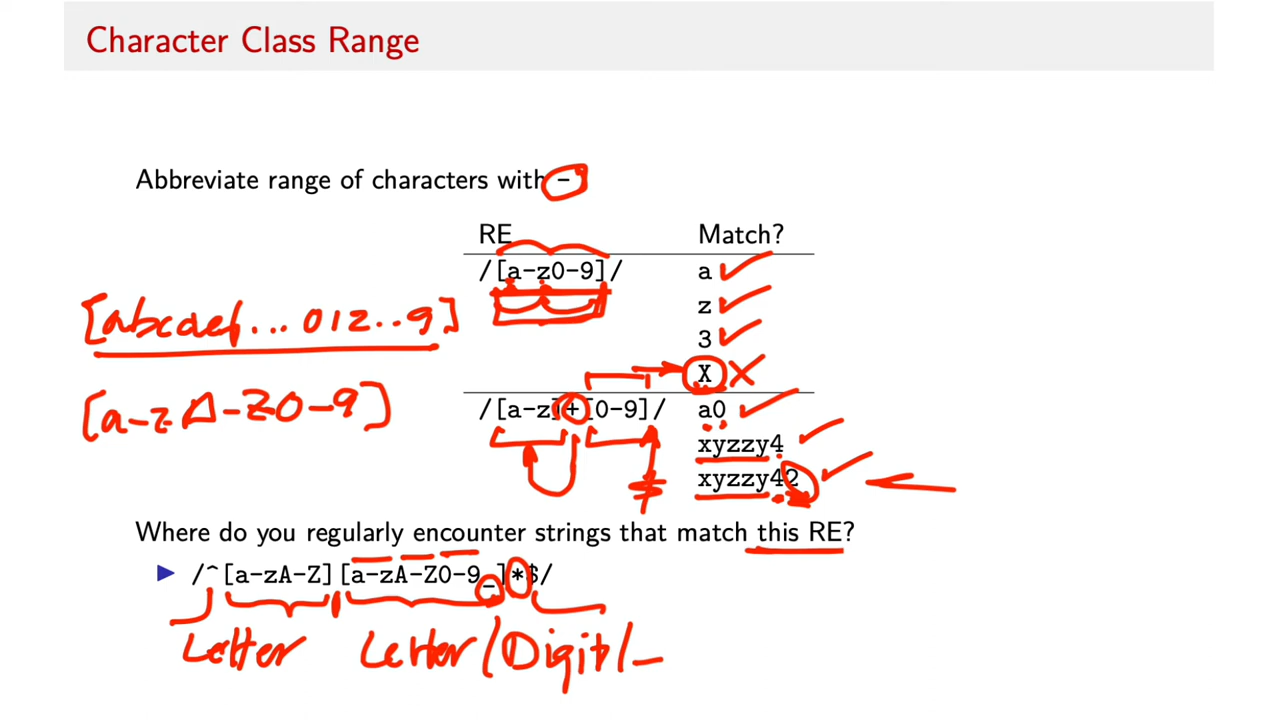 Character Class Range
Abbreviate range of characters with -
RE Match?
/[a-z0-9]/ a
z
[abcdef...012..9]
3
X
[a-zA-Z0-9]
/[a-z]+[0-9]/ a0
xyzzy4
xyzzy42
Where do you regularly encounter strings that match this RE?
/^[a-zA-Z][a-zA-Z0-9_]*$/
Letter Letter/Digit/_